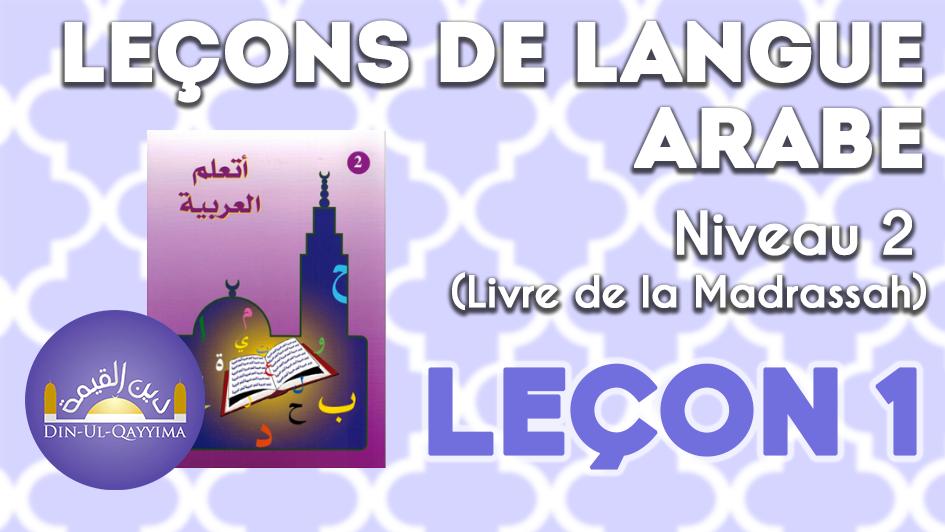 LEÇONS DE LANGUE
ARABE
Niveau 2
(Livre de la Madrassah)
LEÇON 1
2
أتعلم
العربية
دين القيمة
DIN-UL-QAYYIMA